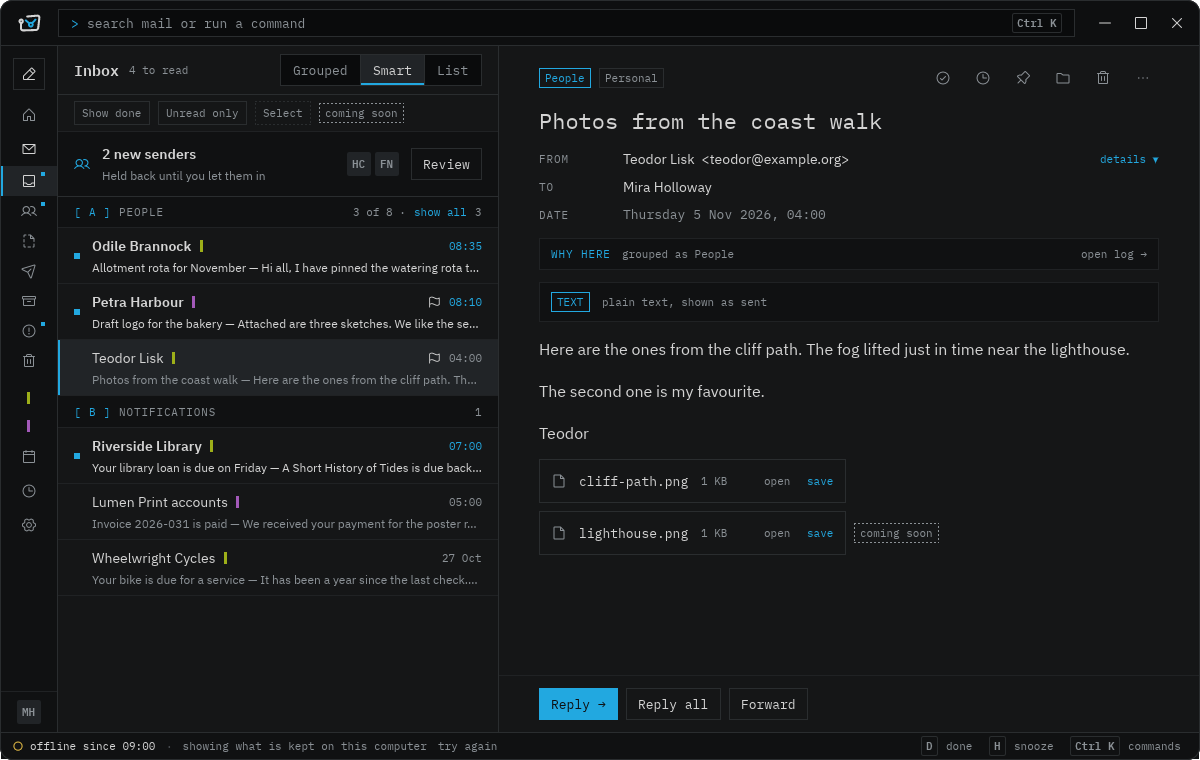 > search mail or run a command Ctrl K
Inbox 4 to read Grouped Smart List
Show done Unread only Select coming soon
2 new senders
Held back until you let them in HC FN Review
[ A ] PEOPLE 3 of 8 · show all 3
Odile Brannock 08:35
Allotment rota for November — Hi all, I have pinned the watering rota t...
Petra Harbour 08:10
Draft logo for the bakery — Attached are three sketches. We like the se...
Teodor Lisk 04:00
Photos from the coast walk — Here are the ones from the cliff path. Th...
[ B ] NOTIFICATIONS 1
Riverside Library 07:00
Your library loan is due on Friday — A Short History of Tides is due back...
Lumen Print accounts 05:00
Invoice 2026-031 is paid — We received your payment for the poster r...
Wheelwright Cycles 27 Oct
Your bike is due for a service — It has been a year since the last check....
MH
People Personal
Photos from the coast walk
FROM Teodor Lisk <teodor@example.org> details ▾
TO Mira Holloway
DATE Thursday 5 Nov 2026, 04:00
WHY HERE grouped as People open log →
TEXT plain text, shown as sent
Here are the ones from the cliff path. The fog lifted just in time near the lighthouse.
The second one is my favourite.
Teodor
cliff-path.png 1 KB open save
lighthouse.png 1 KB open save coming soon
Reply → Reply all Forward
offline since 09:00 · showing what is kept on this computer try again D done H snooze Ctrl K commands